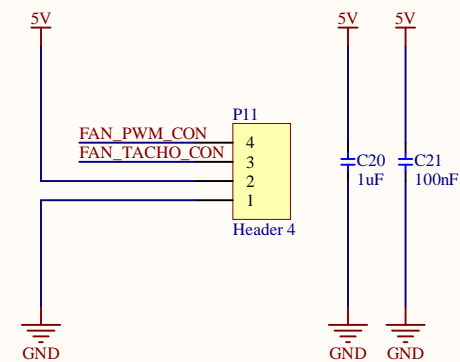 5V
5V
5V
P11
FAN_PWM_CON
4
FAN_TACHO_CON
3
2
1
Header 4
C20
1uF
C21
100nF
GND
GND
GND